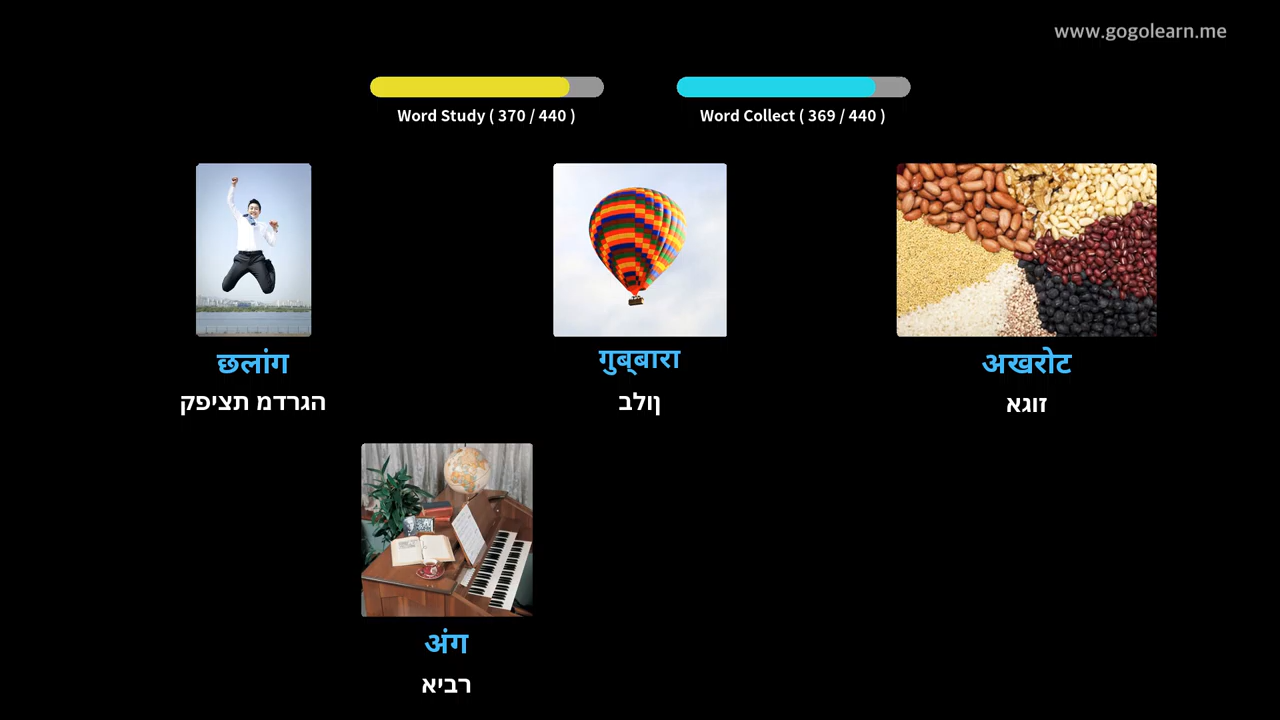 www.gogolearn.me
Word Study ( 370 / 440 )
Word Collect ( 369 / 440 )
छलांग
הגרדמ תציפק
गुब्बारा
ןולב
अखरोट
זוגא
अंग
רביא